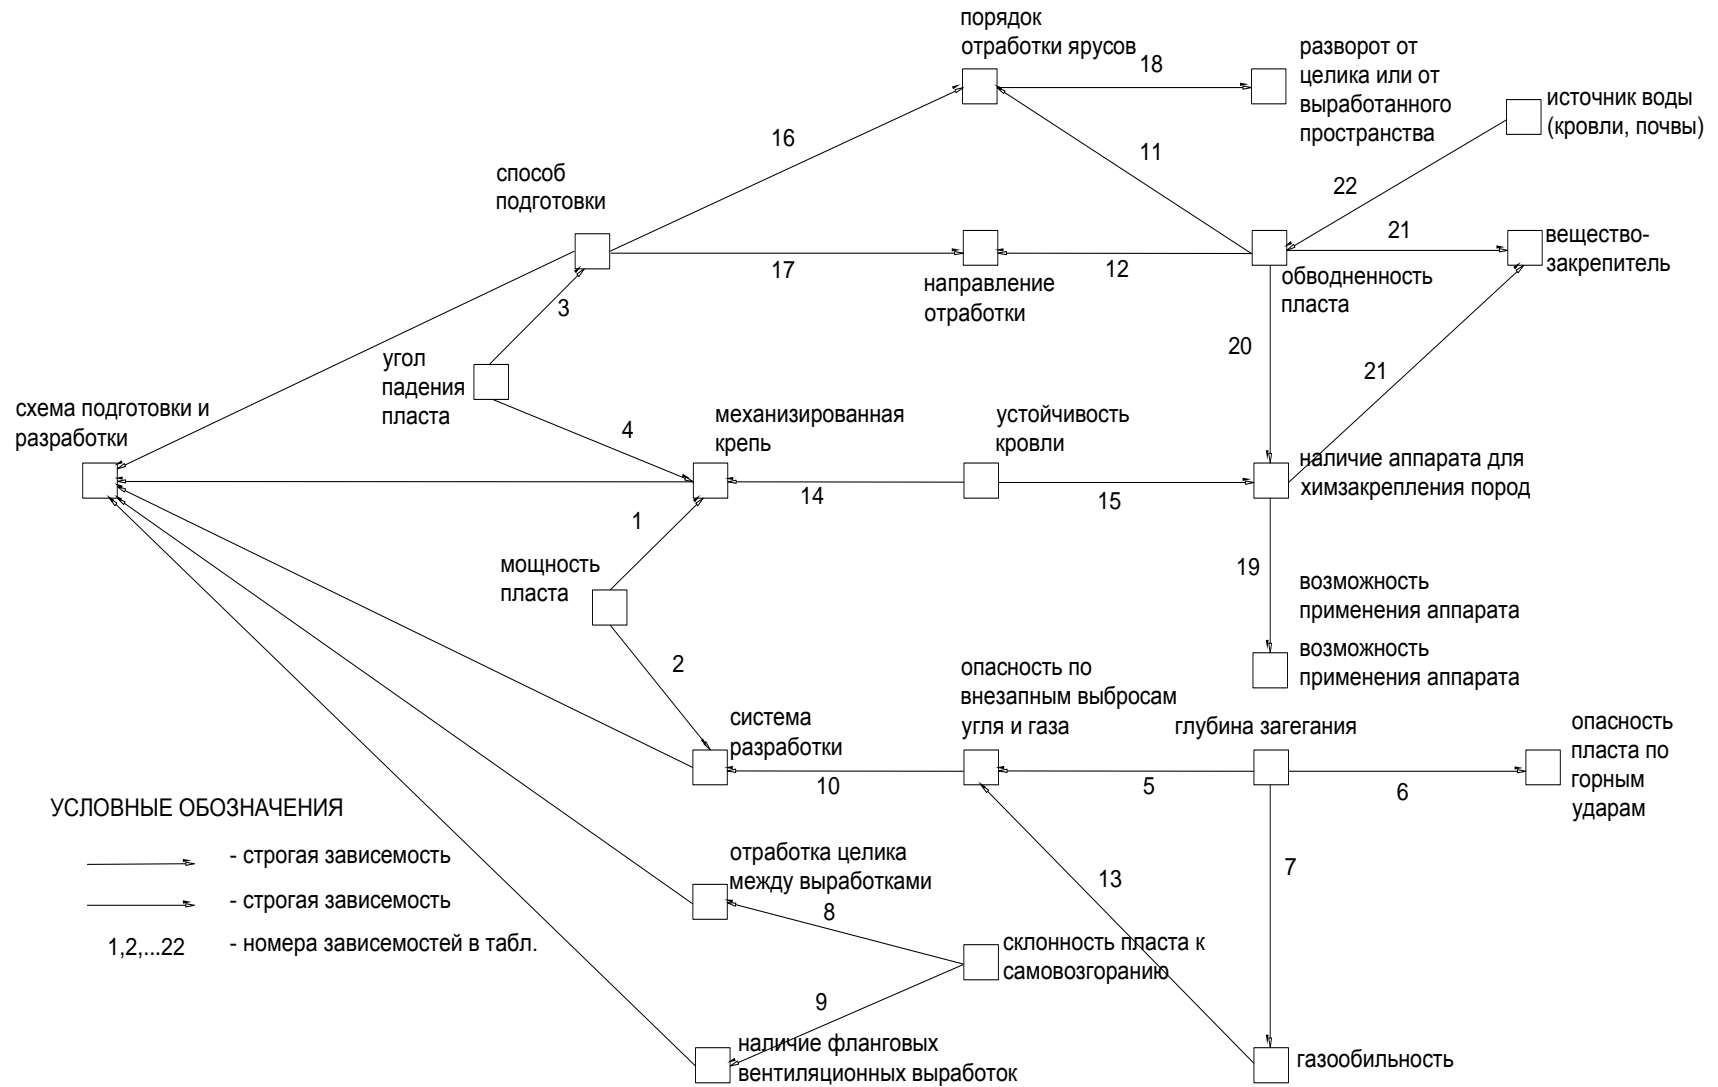 порядок
отработки ярусов
18
разворот от
целика или от
выработанного
пространства
источник воды
(кровли, почвы)
16
11
22
способ
подготовки
17
12
21
вещество-
закрепитель
направление
отработки
обводненность
пласта
3
20
21
угол
падения
пласта
схема подготовки и
разработки
4
механизированная
крепь
устойчивость
кровли
наличие аппарата для
химзакрепления пород
14
15
1
мощность
пласта
19
возможность
применения аппарата
возможность
применения аппарата
2
опасность по
внезапным выбросам
угля и газа
система
разработки
глубина загегания
опасность
пласта по
горным
ударам
10
5
6
УСЛОВНЫЕ ОБОЗНАЧЕНИЯ
- строгая зависемость
- строгая зависемость
1,2,...22
- номера зависемостей в табл.
отработка целика
между выработками
13
7
8
склонность пласта к
самовозгоранию
9
наличие фланговых
вентиляционных выработок
газообильность